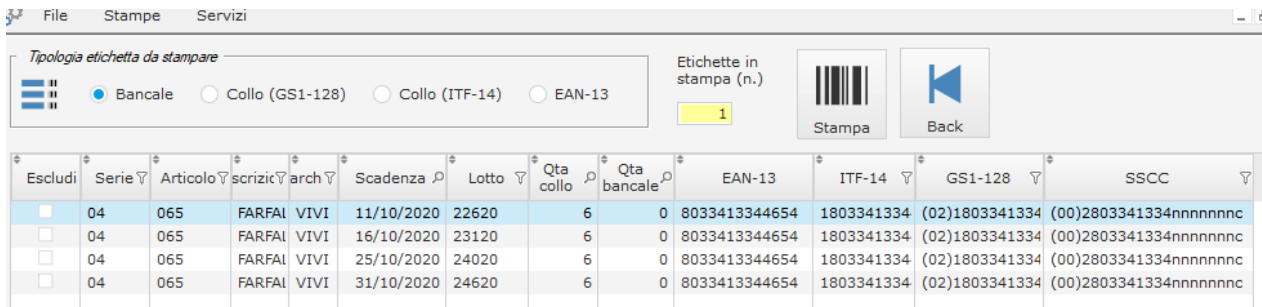 File Stampe Servizi
Tipologia etichetta da stampare
Bancale Collo (GS1-128) Collo (ITF-14) EAN-13
Etichette in
stampa (n.)
1
Stampa
Back
Escludi Serie Articolo scrizic arch Scadenza Lotto Qta collo Qta bancale EAN-13 ITF-14 GS1-128 SSCC
04 065 FARFAL VIVI 11/10/2020 22620 6 0 8033413344654 1803341334 (02)1803341334 (00)2803341334nnnnnnnc
04 065 FARFAL VIVI 16/10/2020 23120 6 0 8033413344654 1803341334 (02)1803341334 (00)2803341334nnnnnnnc
04 065 FARFAL VIVI 25/10/2020 24020 6 0 8033413344654 1803341334 (02)1803341334 (00)2803341334nnnnnnnc
04 065 FARFAL VIVI 31/10/2020 24620 6 0 8033413344654 1803341334 (02)1803341334 (00)2803341334nnnnnnnc